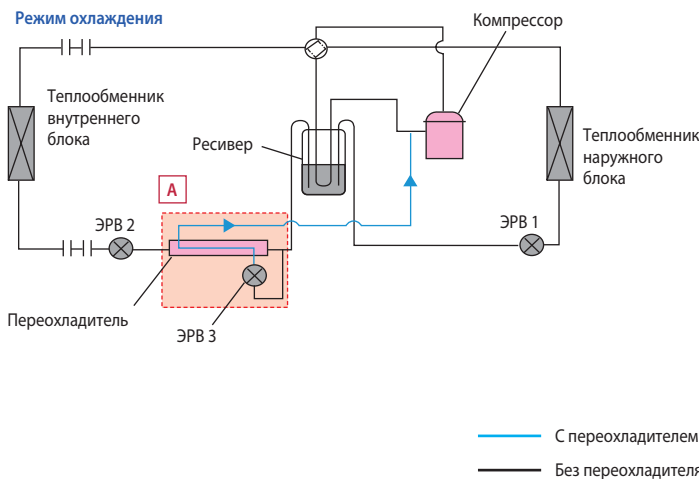 Режим охлаждения
Компрессор
Теплообменник
внутреннего
блока
Ресивер
Теплообменник
наружного
блока
А
ЭРВ 2
ЭРВ 1
Переохладитель
ЭРВ 3
С переохладителем
Без переохладителя